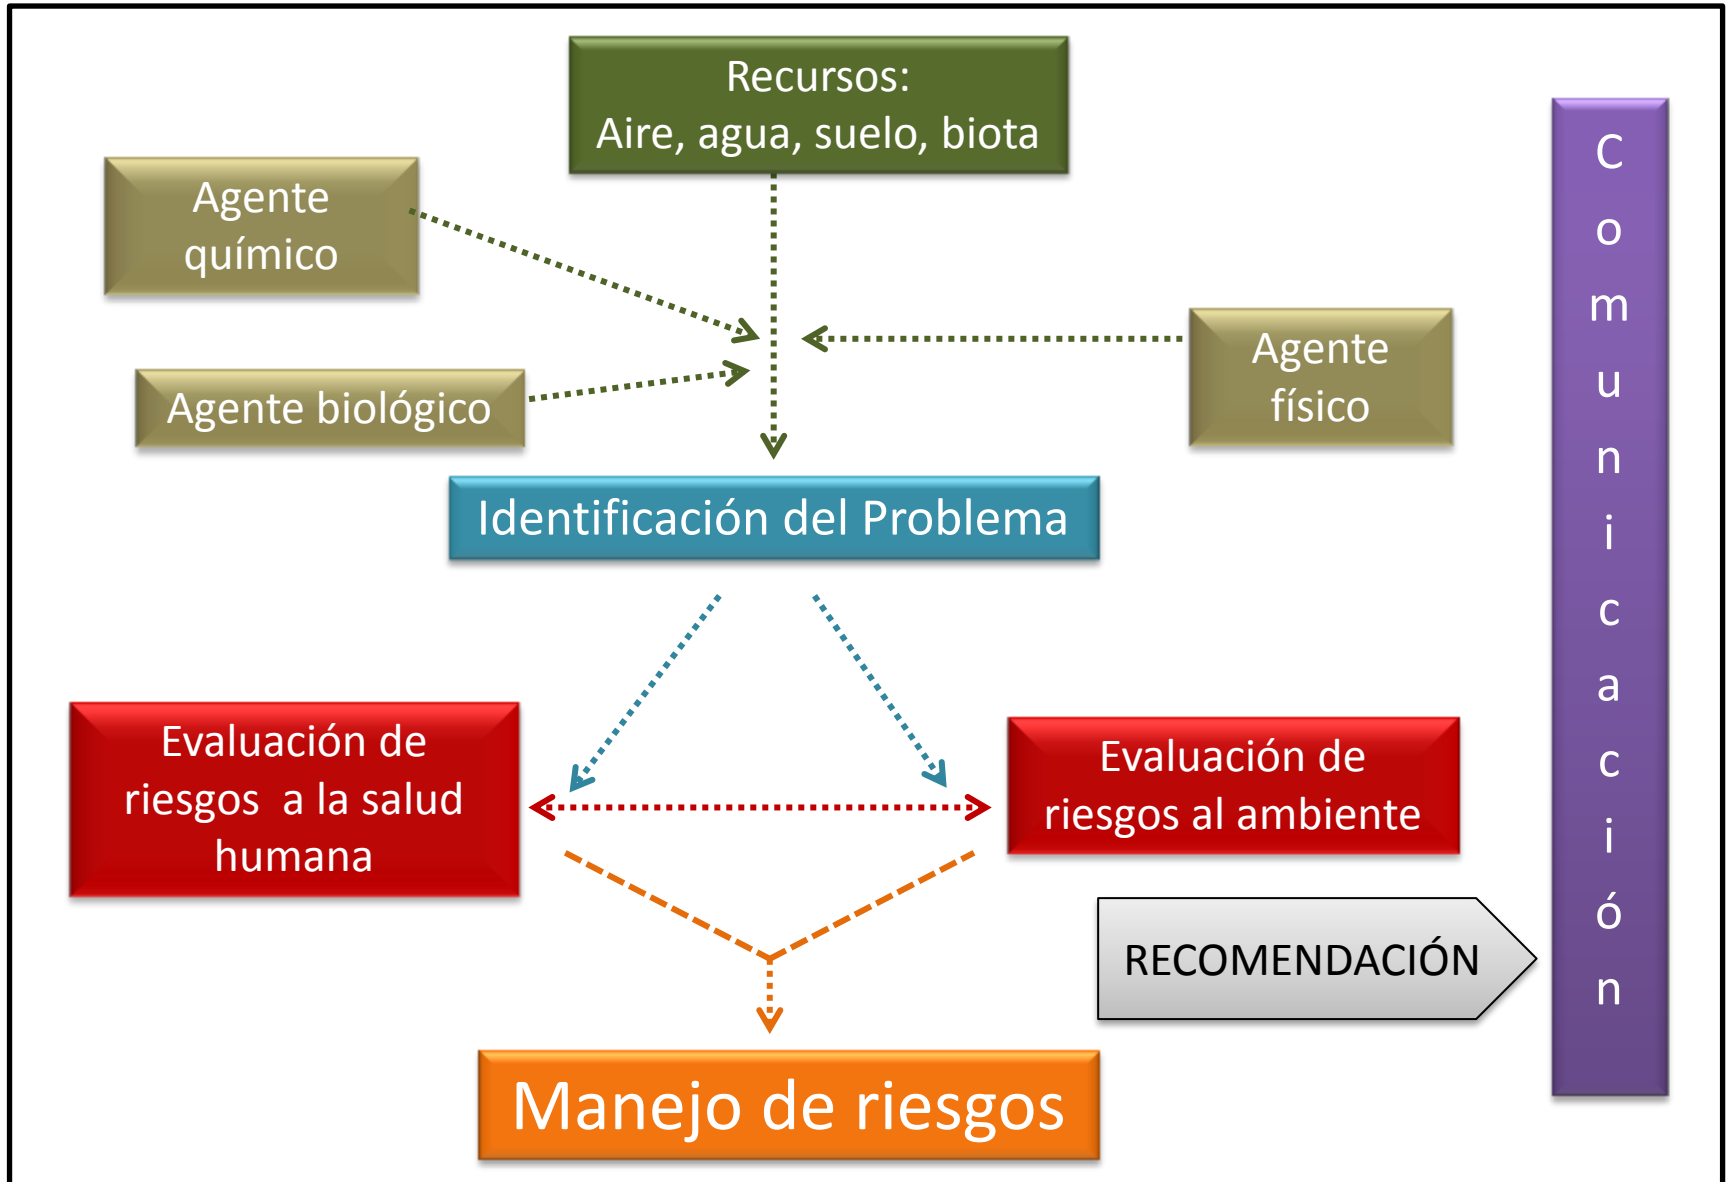 Recursos:
Aire, agua, suelo, biota
Agente
químico
Agente biológico
Agente
físico
Identificación del Problema
Evaluación de
riesgos a la salud
humana
Evaluación de
riesgos al ambiente
RECOMENDACIÓN
Manejo de riesgos
C
o
m
u
n
i
c
a
c
i
ó
n